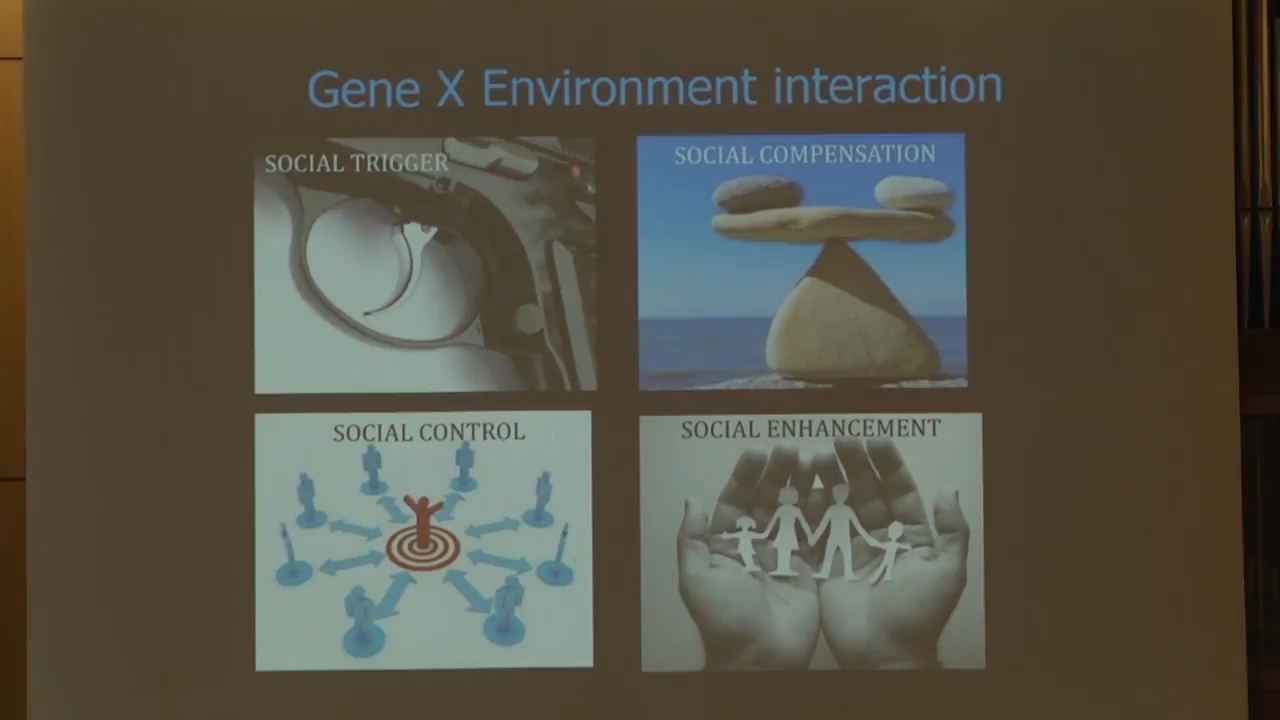 Gene X Environment interaction
SOCIAL TRIGGER
SOCIAL COMPENSATION
SOCIAL CONTROL
SOCIAL ENHANCEMENT